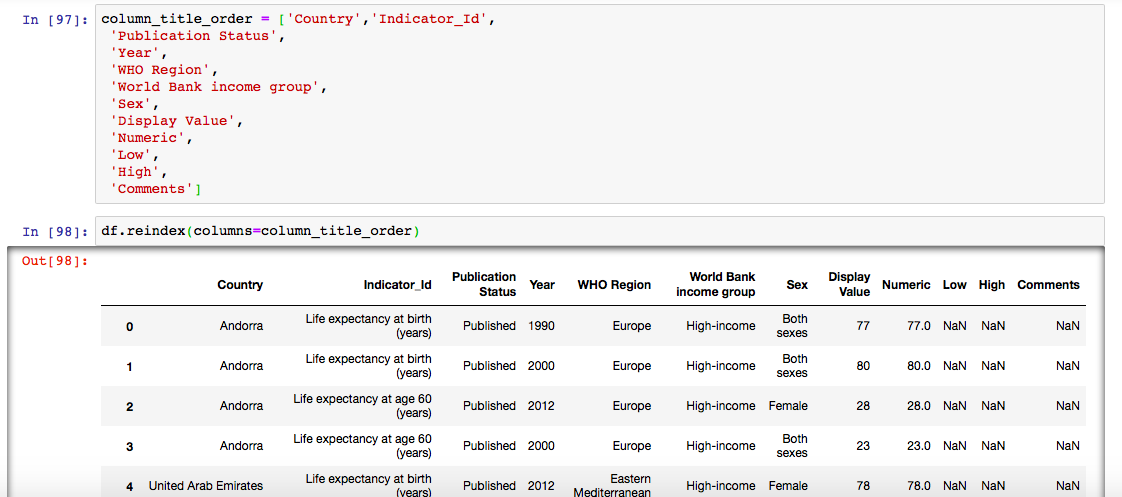 In [97]: column_title_order = ['Country','Indicator_Id',
'Publication Status',
'Year',
'WHO Region',
'World Bank income group',
'Sex',
'Display Value',
'Numeric',
'Low',
'High',
'Comments']
In [98]: df.reindex(columns=column_title_order)
Out[98]:
Country Indicator_Id Publication Status Year WHO Region World Bank income group Sex Display Value Numeric Low High Comments
0 Andorra Life expectancy at birth (years) Published 1990 Europe High-income Both sexes 77 77.0 NaN NaN NaN
1 Andorra Life expectancy at birth (years) Published 2000 Europe High-income Both sexes 80 80.0 NaN NaN NaN
2 Andorra Life expectancy at age 60 (years) Published 2012 Europe High-income Female 28 28.0 NaN NaN NaN
3 Andorra Life expectancy at age 60 (years) Published 2000 Europe High-income Both sexes 23 23.0 NaN NaN NaN
4 United Arab Emirates Life expectancy at birth (years) Published 2012 Eastern Mediterranean High-income Female 78 78.0 NaN NaN NaN